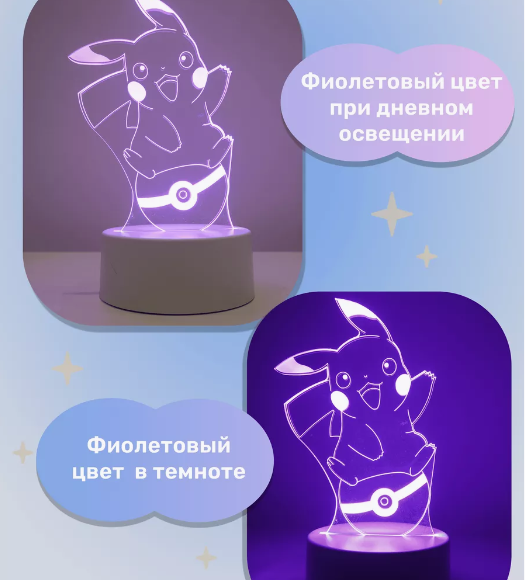 Фиолетовый цвет
при дневном
освещении
Фиолетовый
цвет в темноте